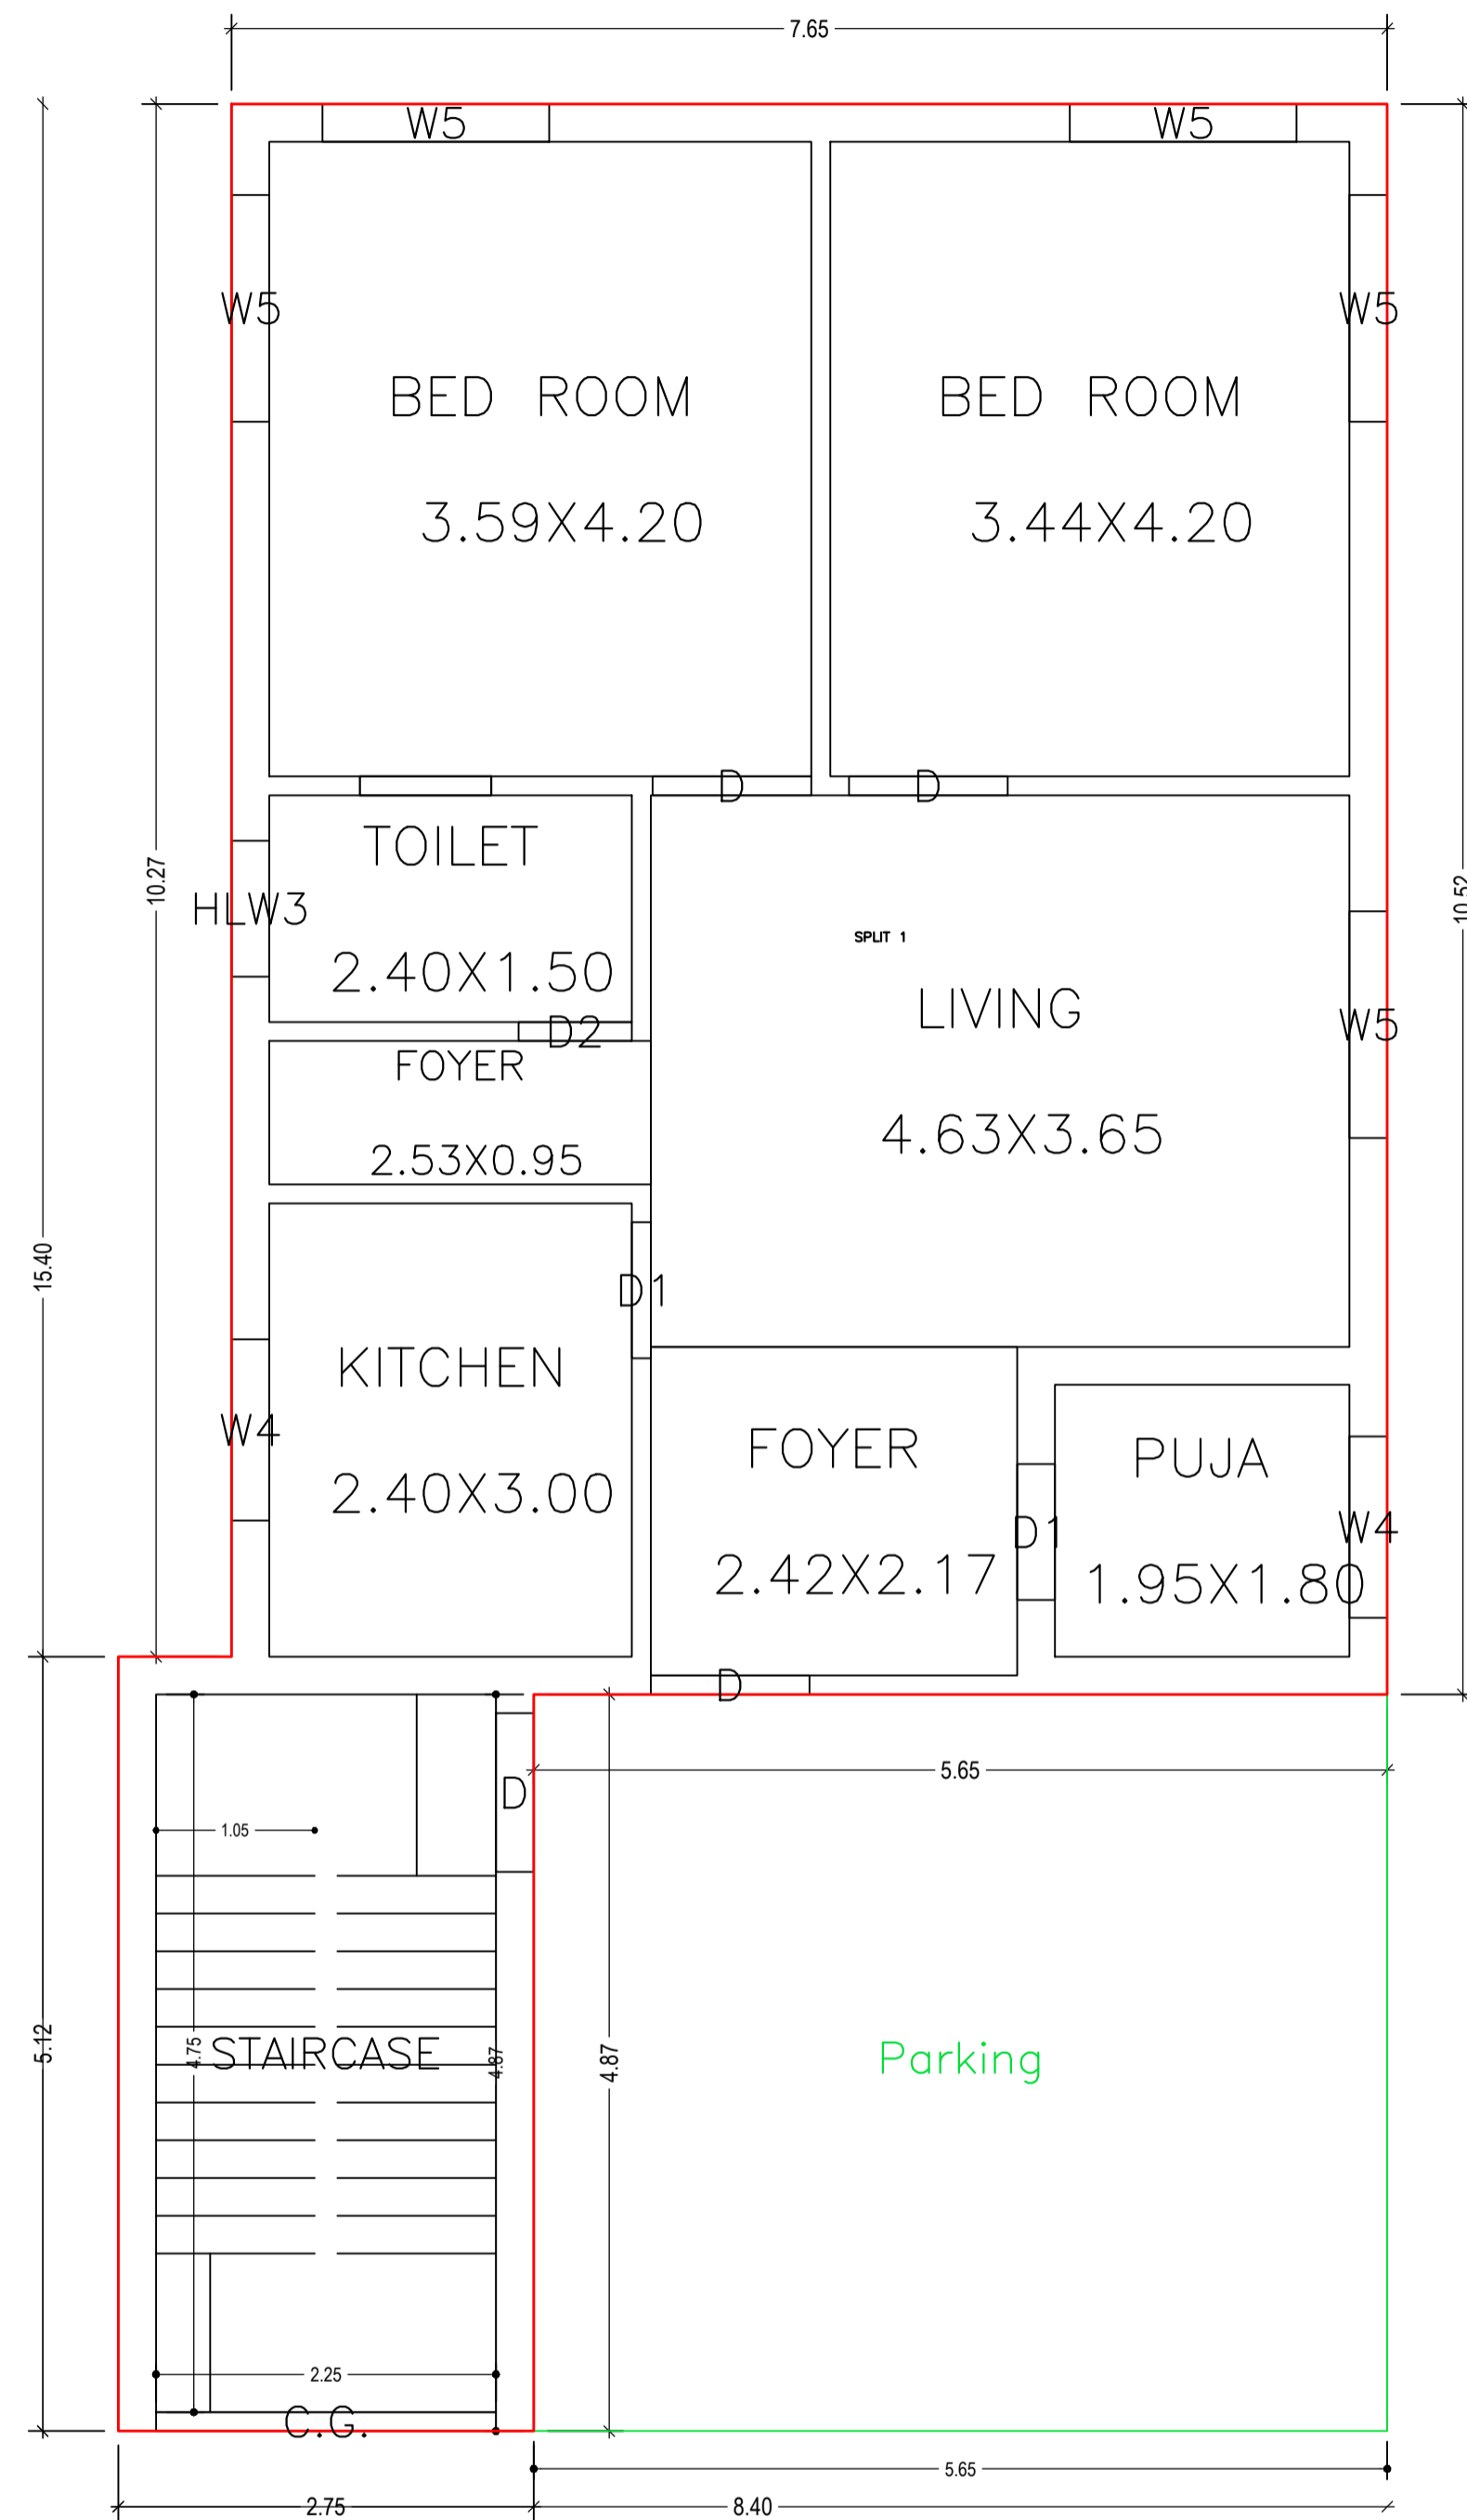 7.65
W5 W5
W5 W5
BED ROOM BED ROOM
3.59X4.20 3.44X4.20
D D
TOILET
10.27
10.52
HLW3
SPLIT 1
2.40X1.50
LIVING
W5
D2
FOYER
4.63X3.65
2.53X0.95
15.40
D1
KITCHEN
W4
FOYER
PUJA
2.40X3.00
D1
W4
2.42X2.17
1.95X1.80
D
5.65
D
1.05
5.12
4.75
STAIRCASE
4.87
4.87
Parking
2.25
C.G.
5.65
2.75
8.40